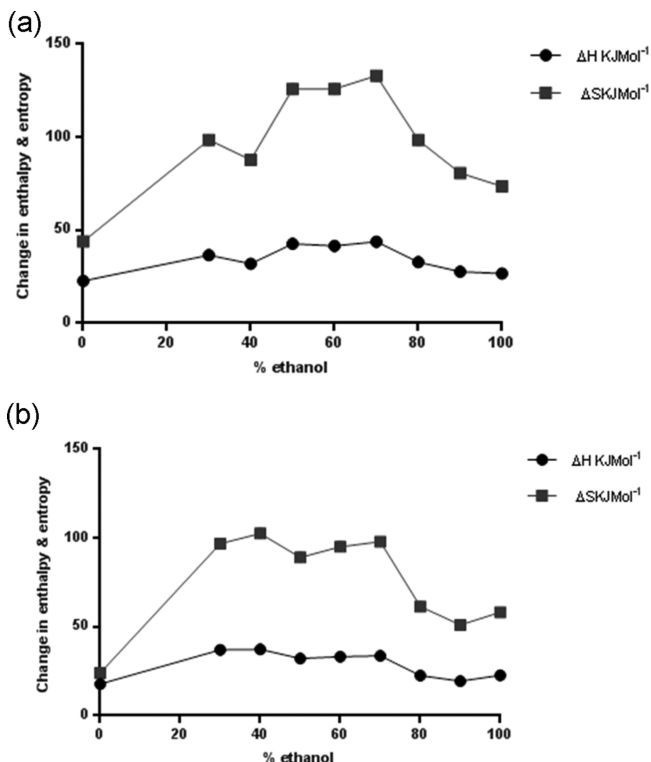 (a)
150
100
50
0
Change in enthalpy & entropy
0 20 40 60 80 100
% ethanol
ΔH KJMol⁻¹
ΔSKJMol⁻¹
(b)
150
100
50
0
Change in enthalpy & entropy
0 20 40 60 80 100
% ethanol
ΔH KJMol⁻¹
ΔSKJMol⁻¹